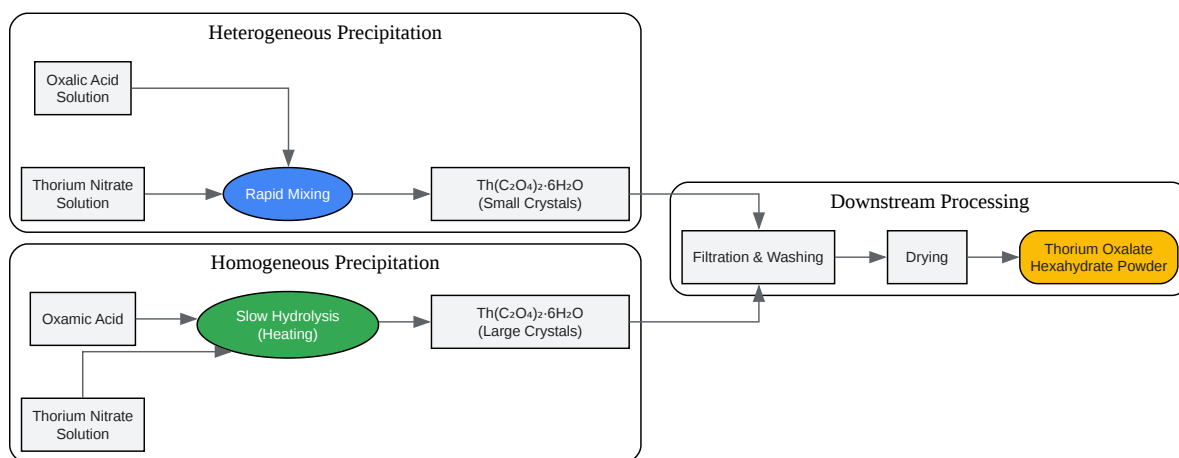 Heterogeneous Precipitation
Oxalic Acid
Solution
Thorium Nitrate
Solution
Rapid Mixing
Th(C₂O₄)₂·6H₂O
(Small Crystals)
Homogeneous Precipitation
Oxamic Acid
Slow Hydrolysis
(Heating)
Th(C₂O₄)₂·6H₂O
(Large Crystals)
Thorium Nitrate
Solution
Downstream Processing
Filtration & Washing
Drying
Thorium Oxalate
Hexahydrate Powder